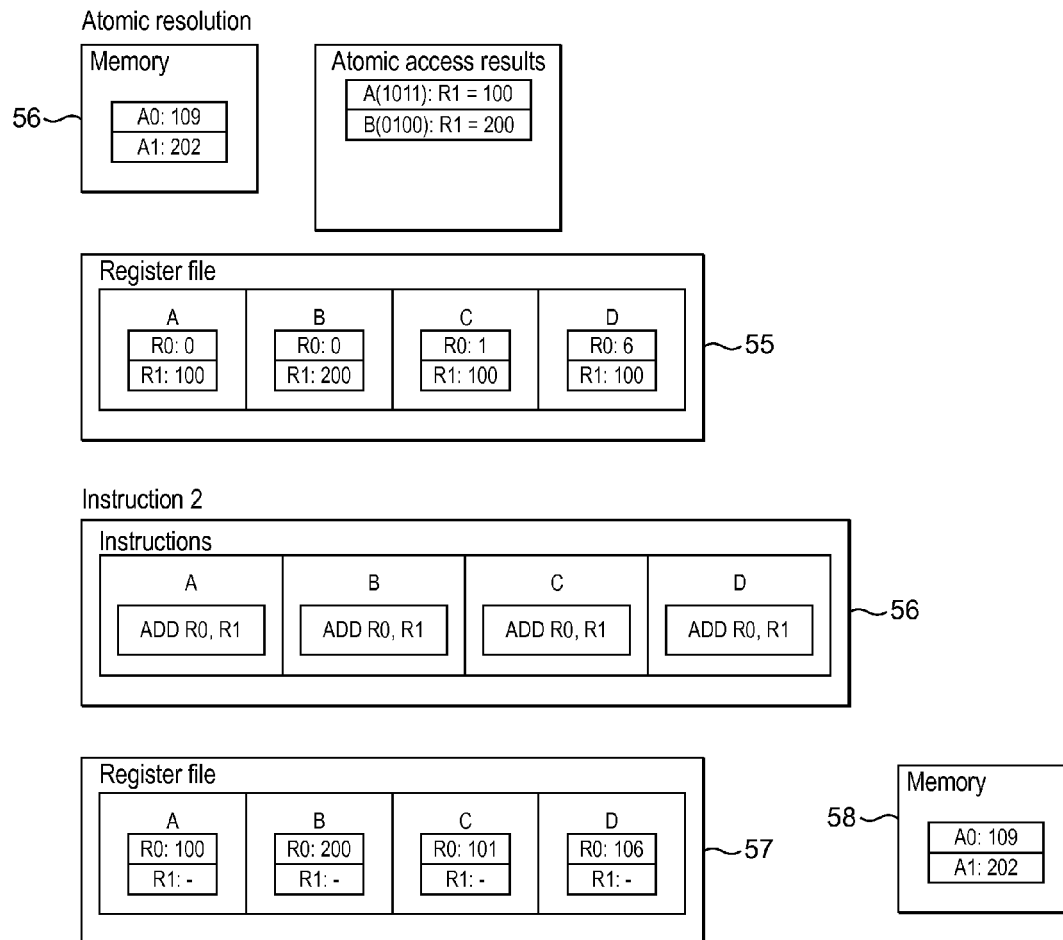 Atomic resolution
Memory
56
A0: 109
A1: 202
Atomic access results
A(1011): R1 = 100
B(0100): R1 = 200
Register file
A
R0: 0
R1: 100
B
R0: 0
R1: 200
C
R0: 1
R1: 100
D
R0: 6
R1: 100
55
Instruction 2
Instructions
A
ADD R0, R1
B
ADD R0, R1
C
ADD R0, R1
D
ADD R0, R1
56
Register file
A
R0: 100
R1: -
B
R0: 200
R1: -
C
R0: 101
R1: -
D
R0: 106
R1: -
57
Memory
58
A0: 109
A1: 202